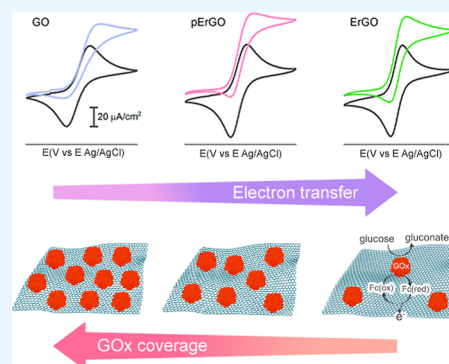 GO
pErGO
ErGO
20 µA/cm²
E(V vs E Ag/AgCl)
E(V vs E Ag/AgCl)
E(V vs E Ag/AgCl)
Electron transfer
glucose
gluconate
GOx
Fc(ox)
Fc(red)
e⁻
GOx coverage